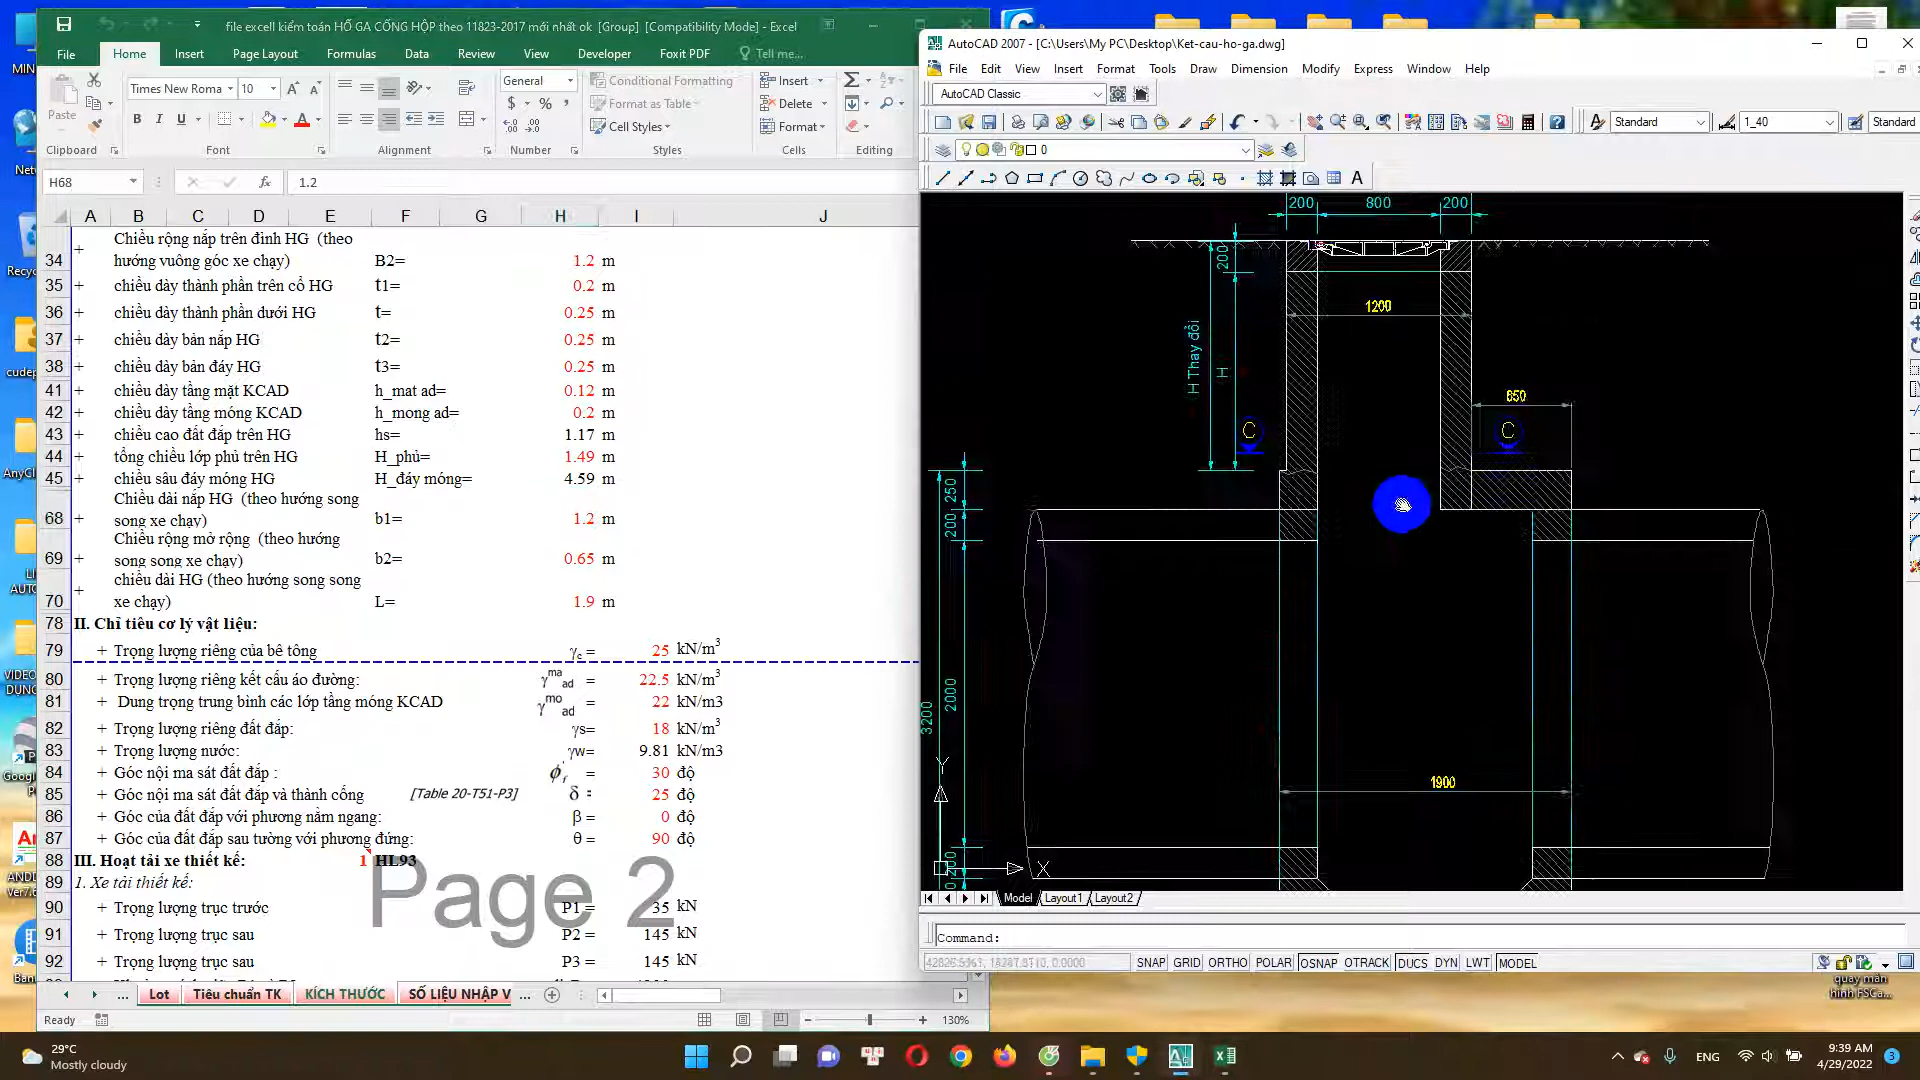 file excell kiểm toán HỐ GA CỐNG HỘP theo 11823-2017 mới nhất ok [Group] [Compatibility Mode] - Excel
File Home Insert Page Layout Formulas Data Review View Developer Foxit PDF Tell me...
Times New Roma 10 General Conditional Formatting Insert
Paste Format as Table Delete
Cell Styles Format
Clipboard Font Alignment Number Styles Cells Editing
H68 1.2
A B C D E F G H I J
34 + Chiều rộng nắp trên đỉnh HG (theo hướng vuông góc xe chạy) B2= 1.2 m
35 + chiều dày thành phần trên cổ HG t1= 0.2 m
36 + chiều dày thành phần dưới HG t= 0.25 m
37 + chiều dày bản nắp HG t2= 0.25 m
38 + chiều dày bản đáy HG t3= 0.25 m
41 + chiều dày tầng mặt KCAD h_mat ad= 0.12 m
42 + chiều dày tầng móng KCAD h_mong ad= 0.2 m
43 + chiều cao đất đắp trên HG hs= 1.17 m
44 + tổng chiều lớp phủ trên HG H_phủ= 1.49 m
45 + chiều sâu đáy móng HG H_đáy móng= 4.59 m
68 + Chiều dài nắp HG (theo hướng song song xe chạy) b1= 1.2 m
69 + Chiều rộng mở rộng (theo hướng song song xe chạy) b2= 0.65 m
70 + chiều dài HG (theo hướng song song xe chạy) L= 1.9 m
78 II. Chỉ tiêu cơ lý vật liệu:
79 + Trọng lượng riêng của bê tông γc = 25 kN/m3
80 + Trọng lượng riêng kết cấu áo đường: γ ma ad = 22.5 kN/m3
81 + Dung trọng trung bình các lớp tầng móng KCAD γ mo ad = 22 kN/m3
82 + Trọng lượng riêng đất đắp: γs= 18 kN/m3
83 + Trọng lượng nước: γw= 9.81 kN/m3
84 + Góc nội ma sát đất đắp : ϕ'f = 30 độ
85 + Góc nội ma sát đất đắp và thành cống [Table 20-T51-P3] δ = 25 độ
86 + Góc của đất đắp với phương nằm ngang: β = 0 độ
87 + Góc của đất đắp sau tường với phương đứng: θ = 90 độ
88 III. Hoạt tải xe thiết kế: 1 HL93
89 1. Xe tải thiết kế:
90 + Trọng lượng trục trước P1 = 35 kN
91 + Trọng lượng trục sau P2 = 145 kN
92 + Trọng lượng trục sau P3 = 145 kN
Page 2
... Lot Tiêu chuẩn TK KÍCH THƯỚC SỐ LIỆU NHẬP V ...
Ready 130%
AutoCAD 2007 - [C:\Users\My PC\Desktop\Ket-cau-ho-ga.dwg]
File Edit View Insert Format Tools Draw Dimension Modify Express Window Help
AutoCAD Classic
Standard 1_40 Standard
0
A
200 800 200
200
1200
H Thay đổi
H
650
C C
250
200
2000
3200
1900
200
Y
X
Model Layout1 Layout2
Command:
SNAP GRID ORTHO POLAR OSNAP OTRACK DUCS DYN LWT MODEL
MIN
Recyc
cudep
AnyC
VIDEO
DUNG
Googl
Ver7.
Ban
quay màn
hình FSCa...
29°C
Mostly cloudy
ENG
9:39 AM
4/29/2022
3